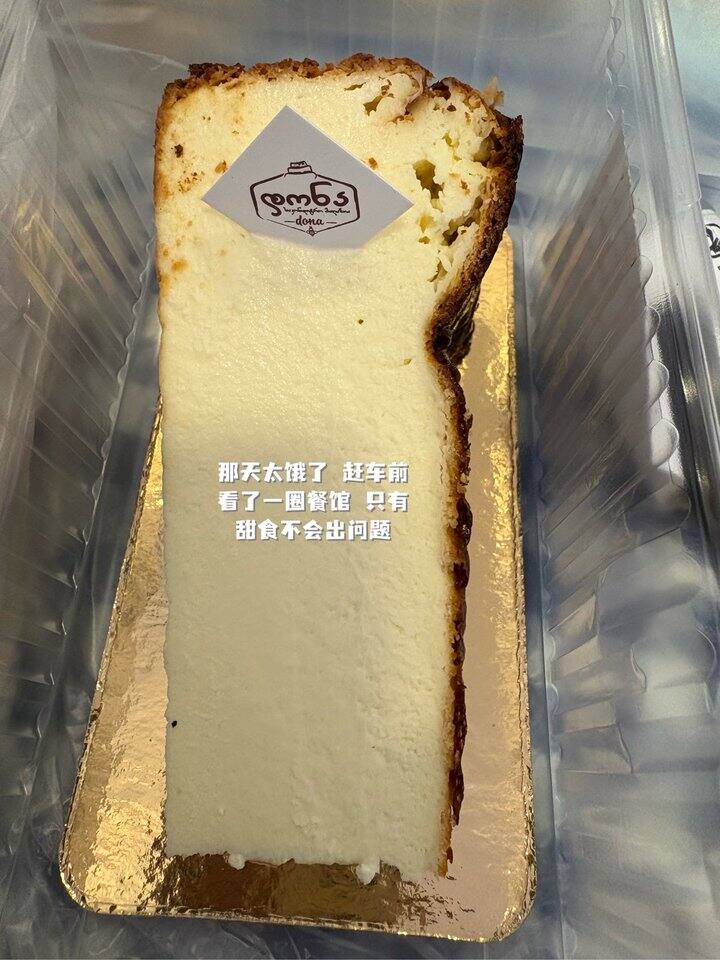 დონა
dona
那天太饿了 赶车前
看了一圈餐馆 只有
甜食不会出问题